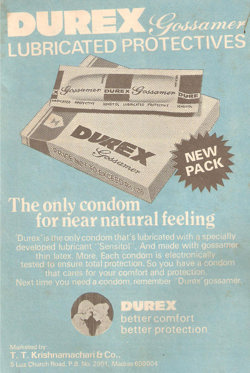 DUREX Gossamer
LUBRICATED PROTECTIVES
Gossamer
DUREX
Gossamer
NEW
PACK
The only condom
for near natural feeling
'Durex' is the only condom that's lubricated with a specially
developed lubricant "Sensitol". And made with gossamer
thin latex. More. Each condom is electronically
tested to ensure total protection. So you have a condom
that cares for your comfort and protection.
Next time you need a condom, remember 'Durex' gossamer.
DUREX
better comfort
better protection
Marketed by:
T. T. Krishnamachari & Co.,
5 Luz Church Road, P.B. No. 2991, Madras 600004